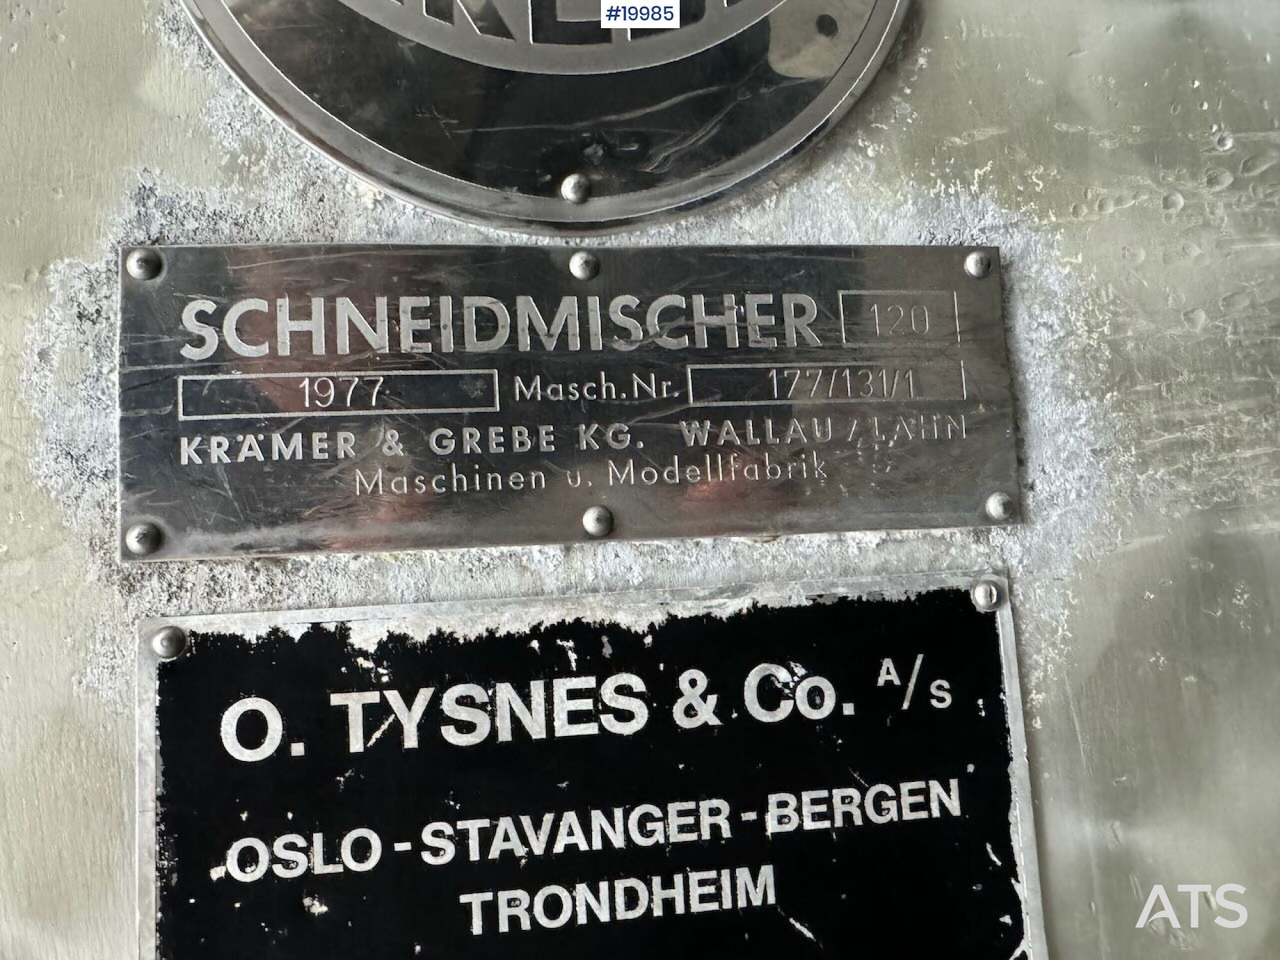 #19985
SCHNEIDMISCHER 120
1977 Masch.Nr. 177/131/1
KRÄMER & GREBE KG. WALLAU/LAHN
Maschinen u. Modellfabrik
O. TYSNES & Co. A/S
OSLO-STAVANGER-BERGEN
TRONDHEIM
ATS